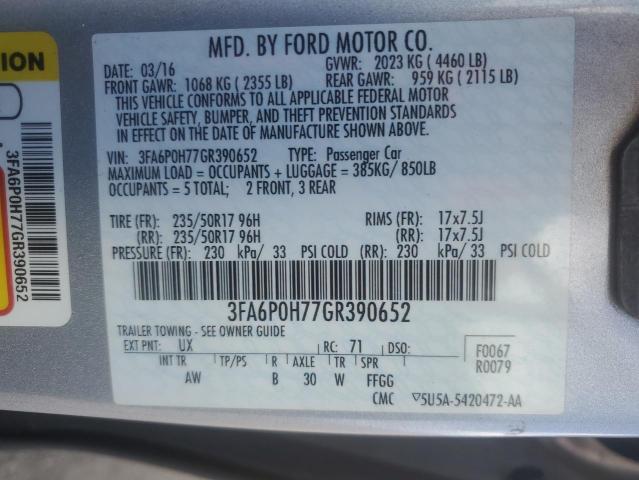 MFD. BY FORD MOTOR CO.
DATE: 03/16 GVWR: 2023 KG (4460 LB)
FRONT GAWR: 1068 KG (2355 LB) REAR GAWR: 959 KG (2115 LB)
THIS VEHICLE CONFORMS TO ALL APPLICABLE FEDERAL MOTOR
VEHICLE SAFETY, BUMPER, AND THEFT PREVENTION STANDARDS
IN EFFECT ON THE DATE OF MANUFACTURE SHOWN ABOVE.
VIN: 3FA6P0H77GR390652 TYPE: Passenger Car
MAXIMUM LOAD = OCCUPANTS + LUGGAGE = 385KG/850LB
OCCUPANTS = 5 TOTAL; 2 FRONT, 3 REAR
TIRE (FR): 235/50R17 96H RIMS (FR): 17x7.5J
(RR): 235/50R17 96H (RR): 17x7.5J
PRESSURE (FR): 230 kPa/ 33 PSI COLD (RR): 230 kPa/ 33 PSI COLD
3FA6P0H77GR390652
TRAILER TOWING - SEE OWNER GUIDE
EXT PNT: UX RC: 71 DSO: F0067
R0079
INT TR TP/PS R AXLE TR SPR
AW B 30 W FFGG
CMC ▽5U5A-5420472-AA
3FA6P0H77GR390652